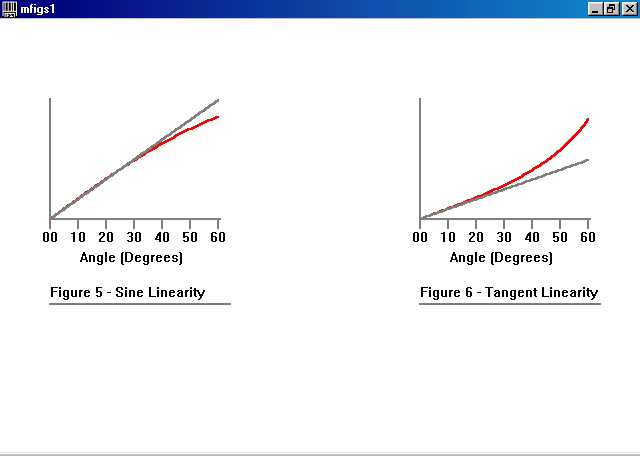 mfigs1
00 10 20 30 40 50 60
Angle (Degrees)
Figure 5 - Sine Linearity
00 10 20 30 40 50 60
Angle (Degrees)
Figure 6 - Tangent Linearity